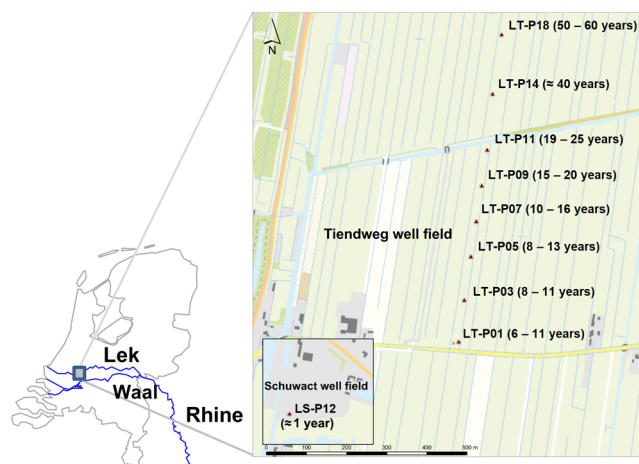 LT-P18 (50 – 60 years)
N
LT-P14 (≈ 40 years)
LT-P11 (19 – 25 years)
LT-P09 (15 – 20 years)
LT-P07 (10 – 16 years)
Tiendweg well field
LT-P05 (8 – 13 years)
LT-P03 (8 – 11 years)
LT-P01 (6 – 11 years)
Lek
Waal
Schuwact well field
Rhine
LS-P12
(≈ 1 year)
0 100 200 300 400 500 m